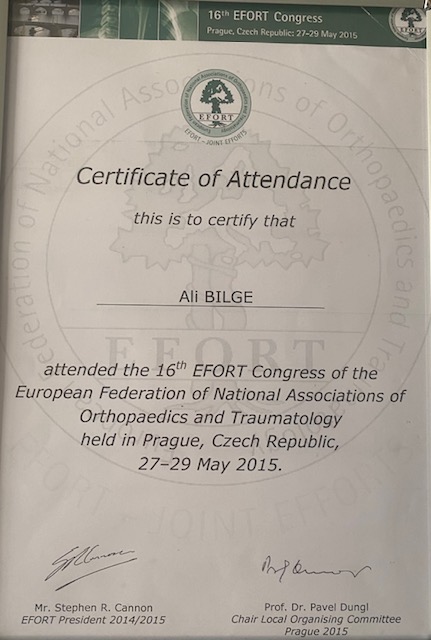 16th EFORT Congress
Prague, Czech Republic: 27-29 May 2015
EFORT
EFORT - JOINT EFFORTS
Certificate of Attendance
this is to certify that
Ali BILGE
EFORT
attended the 16th EFORT Congress of the
European Federation of National Associations of
Orthopaedics and Traumatology
held in Prague, Czech Republic,
27–29 May 2015.
Mr. Stephen R. Cannon
EFORT President 2014/2015
Prof. Dr. Pavel Dungl
Chair Local Organising Committee
Prague 2015